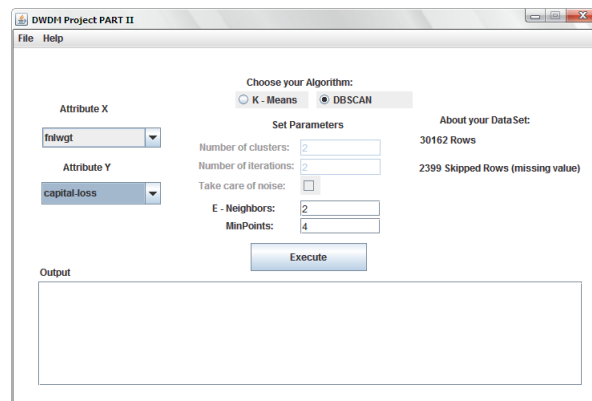 DWDM Project PART II
File Help
Choose your Algorithm:
K - Means DBSCAN
Attribute X
fnlwgt
Attribute Y
capital-loss
Set Parameters
Number of clusters: 2
Number of iterations: 2
Take care of noise:
E - Neighbors: 2
MinPoints: 4
About your DataSet:
30162 Rows
2399 Skipped Rows (missing value)
Execute
Output